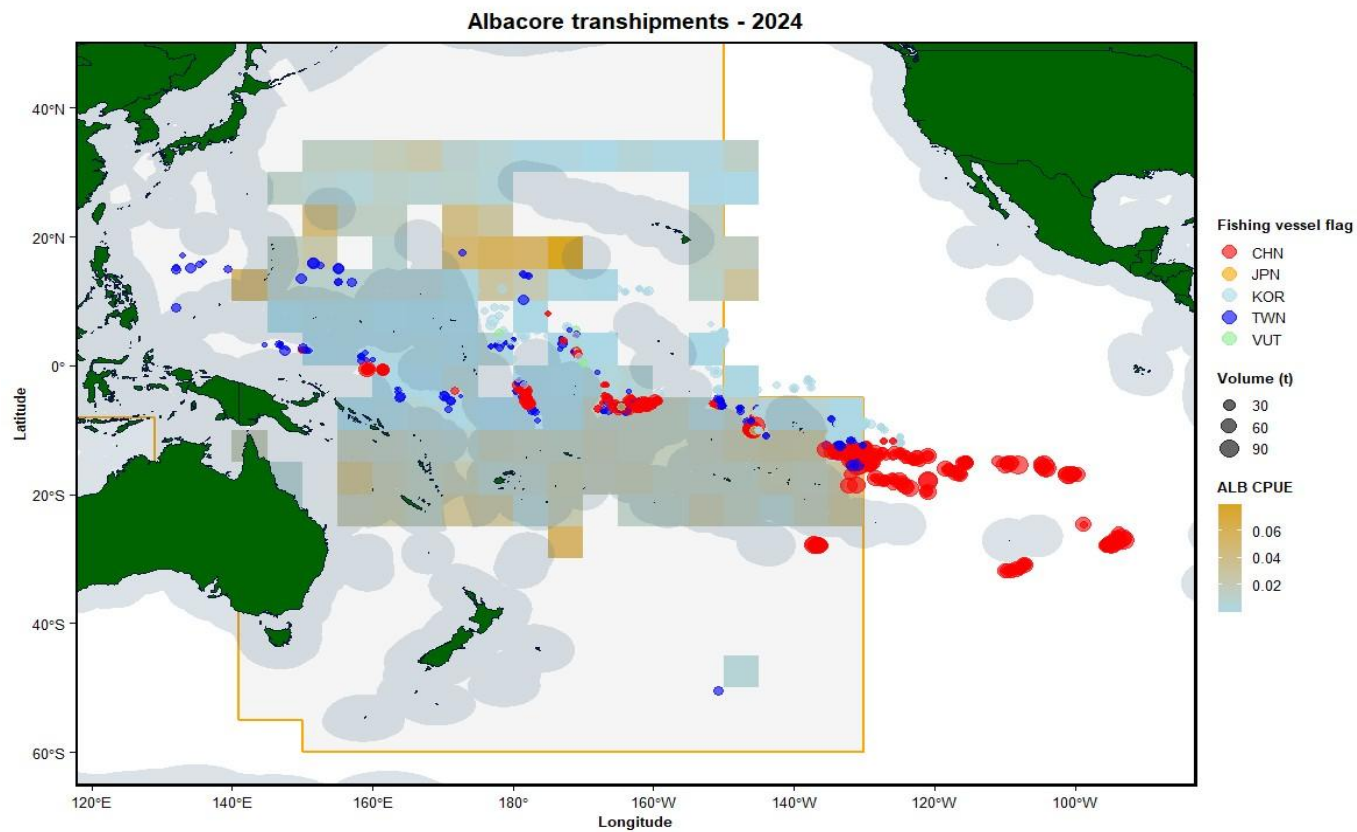 Albacore transhipments - 2024
40°N
20°N
0°
20°S
40°S
60°S
Latitude
120°E
140°E
160°E
180°
160°W
140°W
120°W
100°W
Longitude
Fishing vessel flag
CHN
JPN
KOR
TWN
VUT
Volume (t)
30
60
90
ALB CPUE
0.06
0.04
0.02